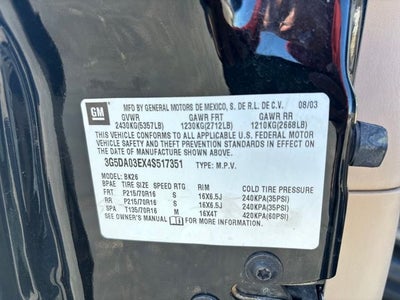 GM
MFD BY GENERAL MOTORS DE MEXICO, S. DE R.L. DE C.V. 08/03
GVWR GAWR FRT GAWR RR
2430KG(5357LB) 1230KG(2712LB) 1210KG(2668LB)
THIS VEHICLE CONFORMS TO ALL APPLICABLE
U.S. FEDERAL MOTOR
VEHICLE SAFETY AND THEFT PREVENTION STANDARDS
IN EFFECT ON THE DATE OF MANUFACTURE SHOWN ABOVE.
3G5DA03EX4S517351 TYPE: M.P.V.
MODEL: BK26
BPAE TIRE SIZE SPEED RTG RIM COLD TIRE PRESSURE
FRT P215/70R16 S 16X6.5J 240KPA(35PSI)
RR P215/70R16 S 16X6.5J 240KPA(35PSI)
SPA T135/70R16 M 16X4T 420KPA(60PSI)
SEE OWNER'S MANUAL FOR MORE INFORMATION.